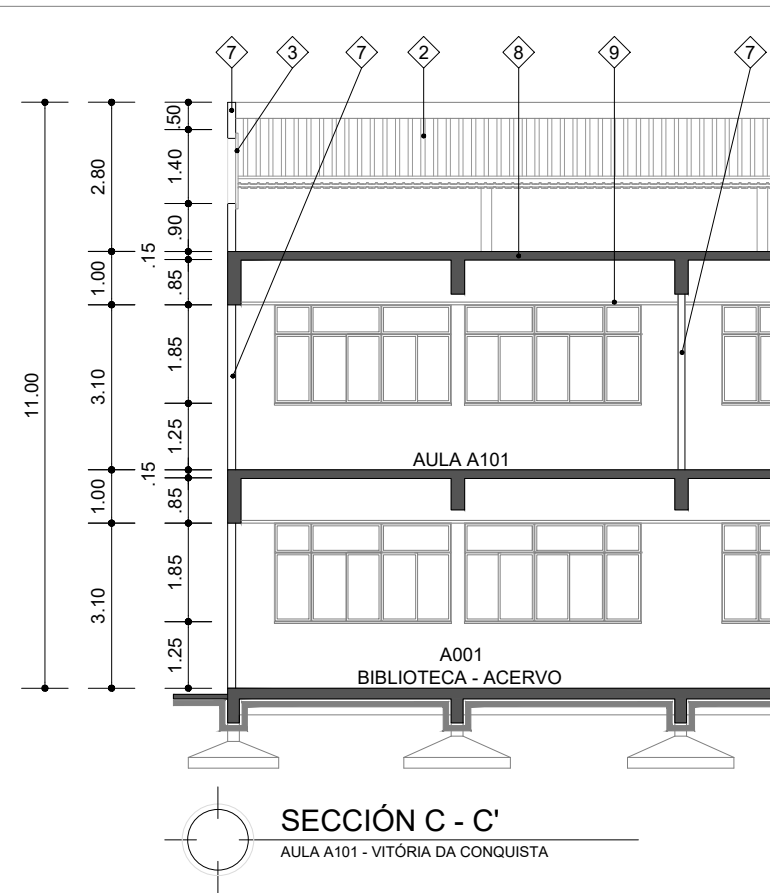 7 3 7 2 8 9 7
.50
1.40
.90
.15
.85
1.85
1.25
.15
.85
1.85
1.25
2.80
1.00
3.10
1.00
3.10
11.00
AULA A101
A001
BIBLIOTECA - ACERVO
SECCIÓN C - C'
AULA A101 - VITÓRIA DA CONQUISTA